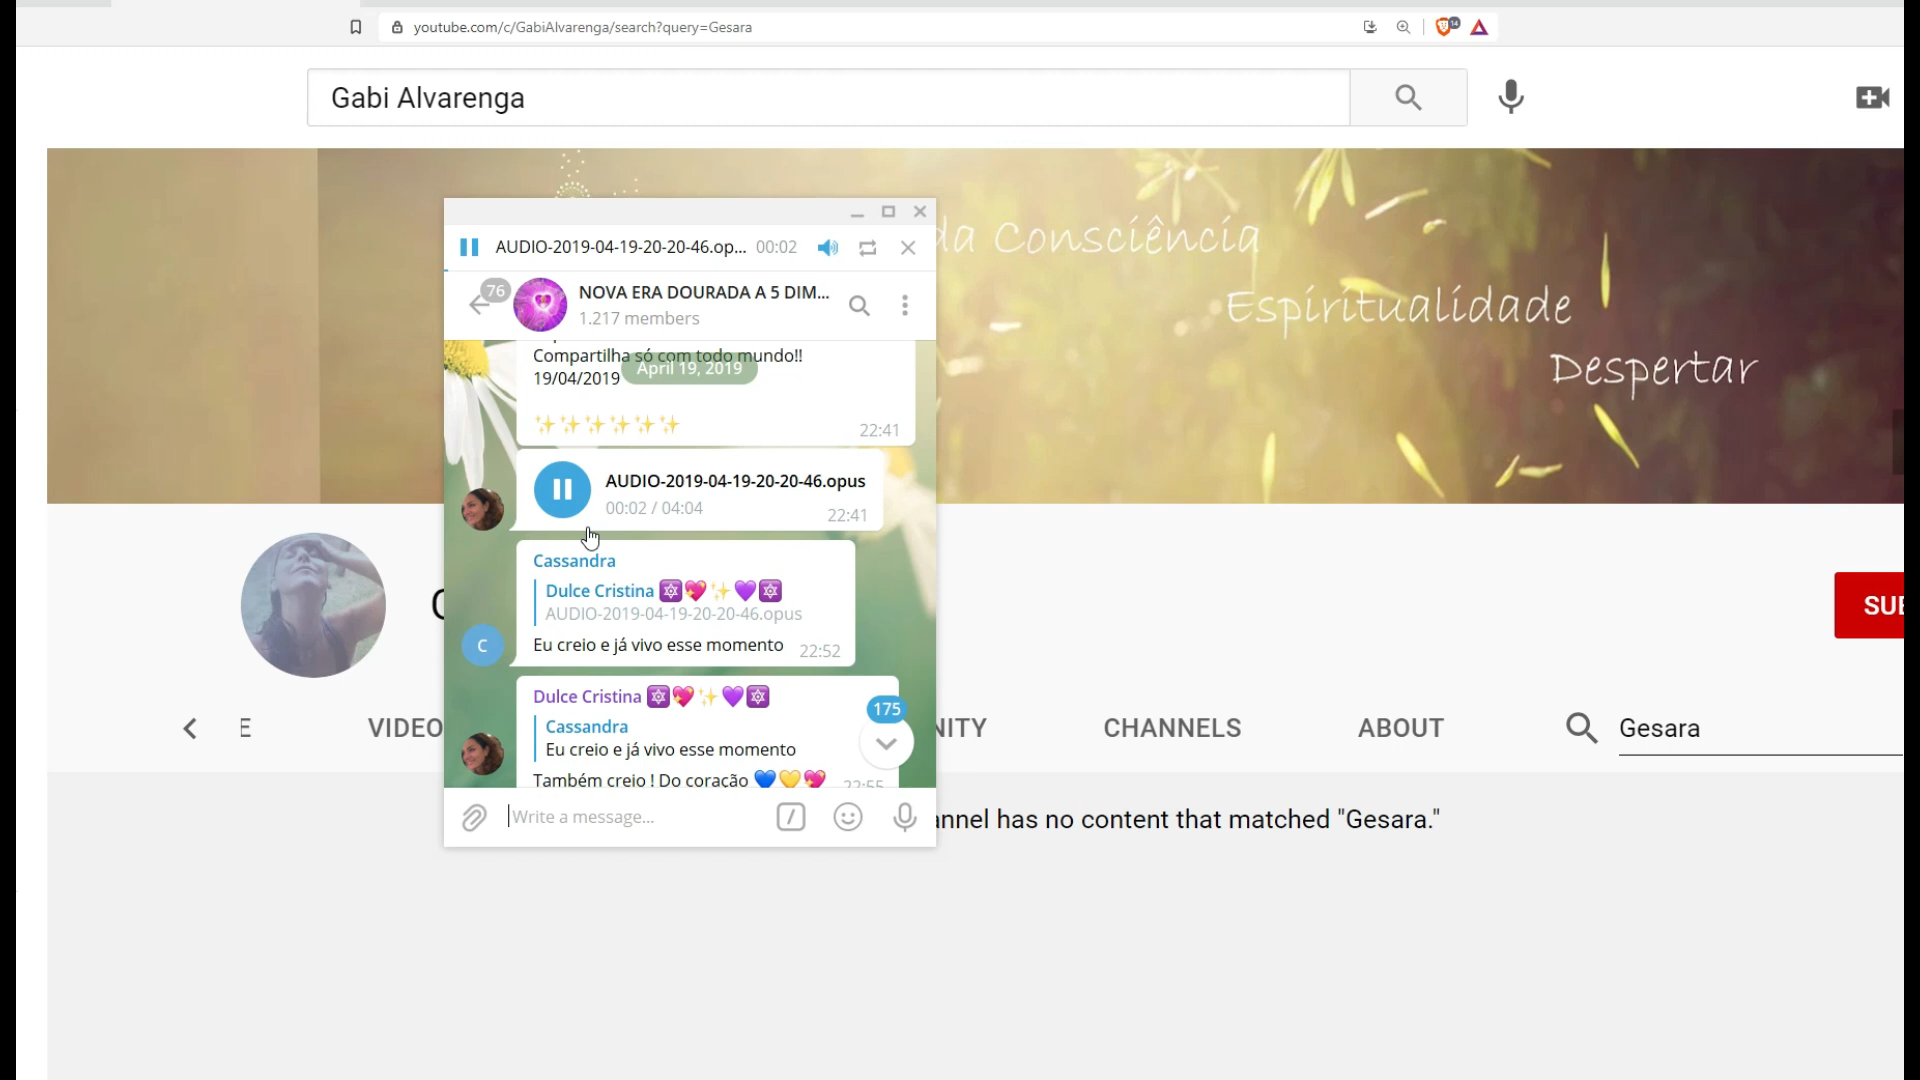 youtube.com/c/GabiAlvarenga/search?query=Gesara
14
Gabi Alvarenga
da Consciência
Espiritualidade
Despertar
AUDIO-2019-04-19-20-20-46.op... 00:02
76
NOVA ERA DOURADA A 5 DIM...
1.217 members
Compartilha só com todo mundo!!
19/04/2019
April 19, 2019
✨✨✨✨✨✨
22:41
AUDIO-2019-04-19-20-20-46.opus
00:02 / 04:04
22:41
Cassandra
Dulce Cristina 🔯💖✨💜🔯
AUDIO-2019-04-19-20-20-46.opus
C
Eu creio e já vivo esse momento 22:52
Dulce Cristina 🔯💖✨💜🔯
Cassandra
Eu creio e já vivo esse momento
Também creio ! Do coração 💙💛💖 22:55
175
Write a message...
SUB
E
VIDEO
NITY
CHANNELS
ABOUT
Gesara
annel has no content that matched "Gesara."